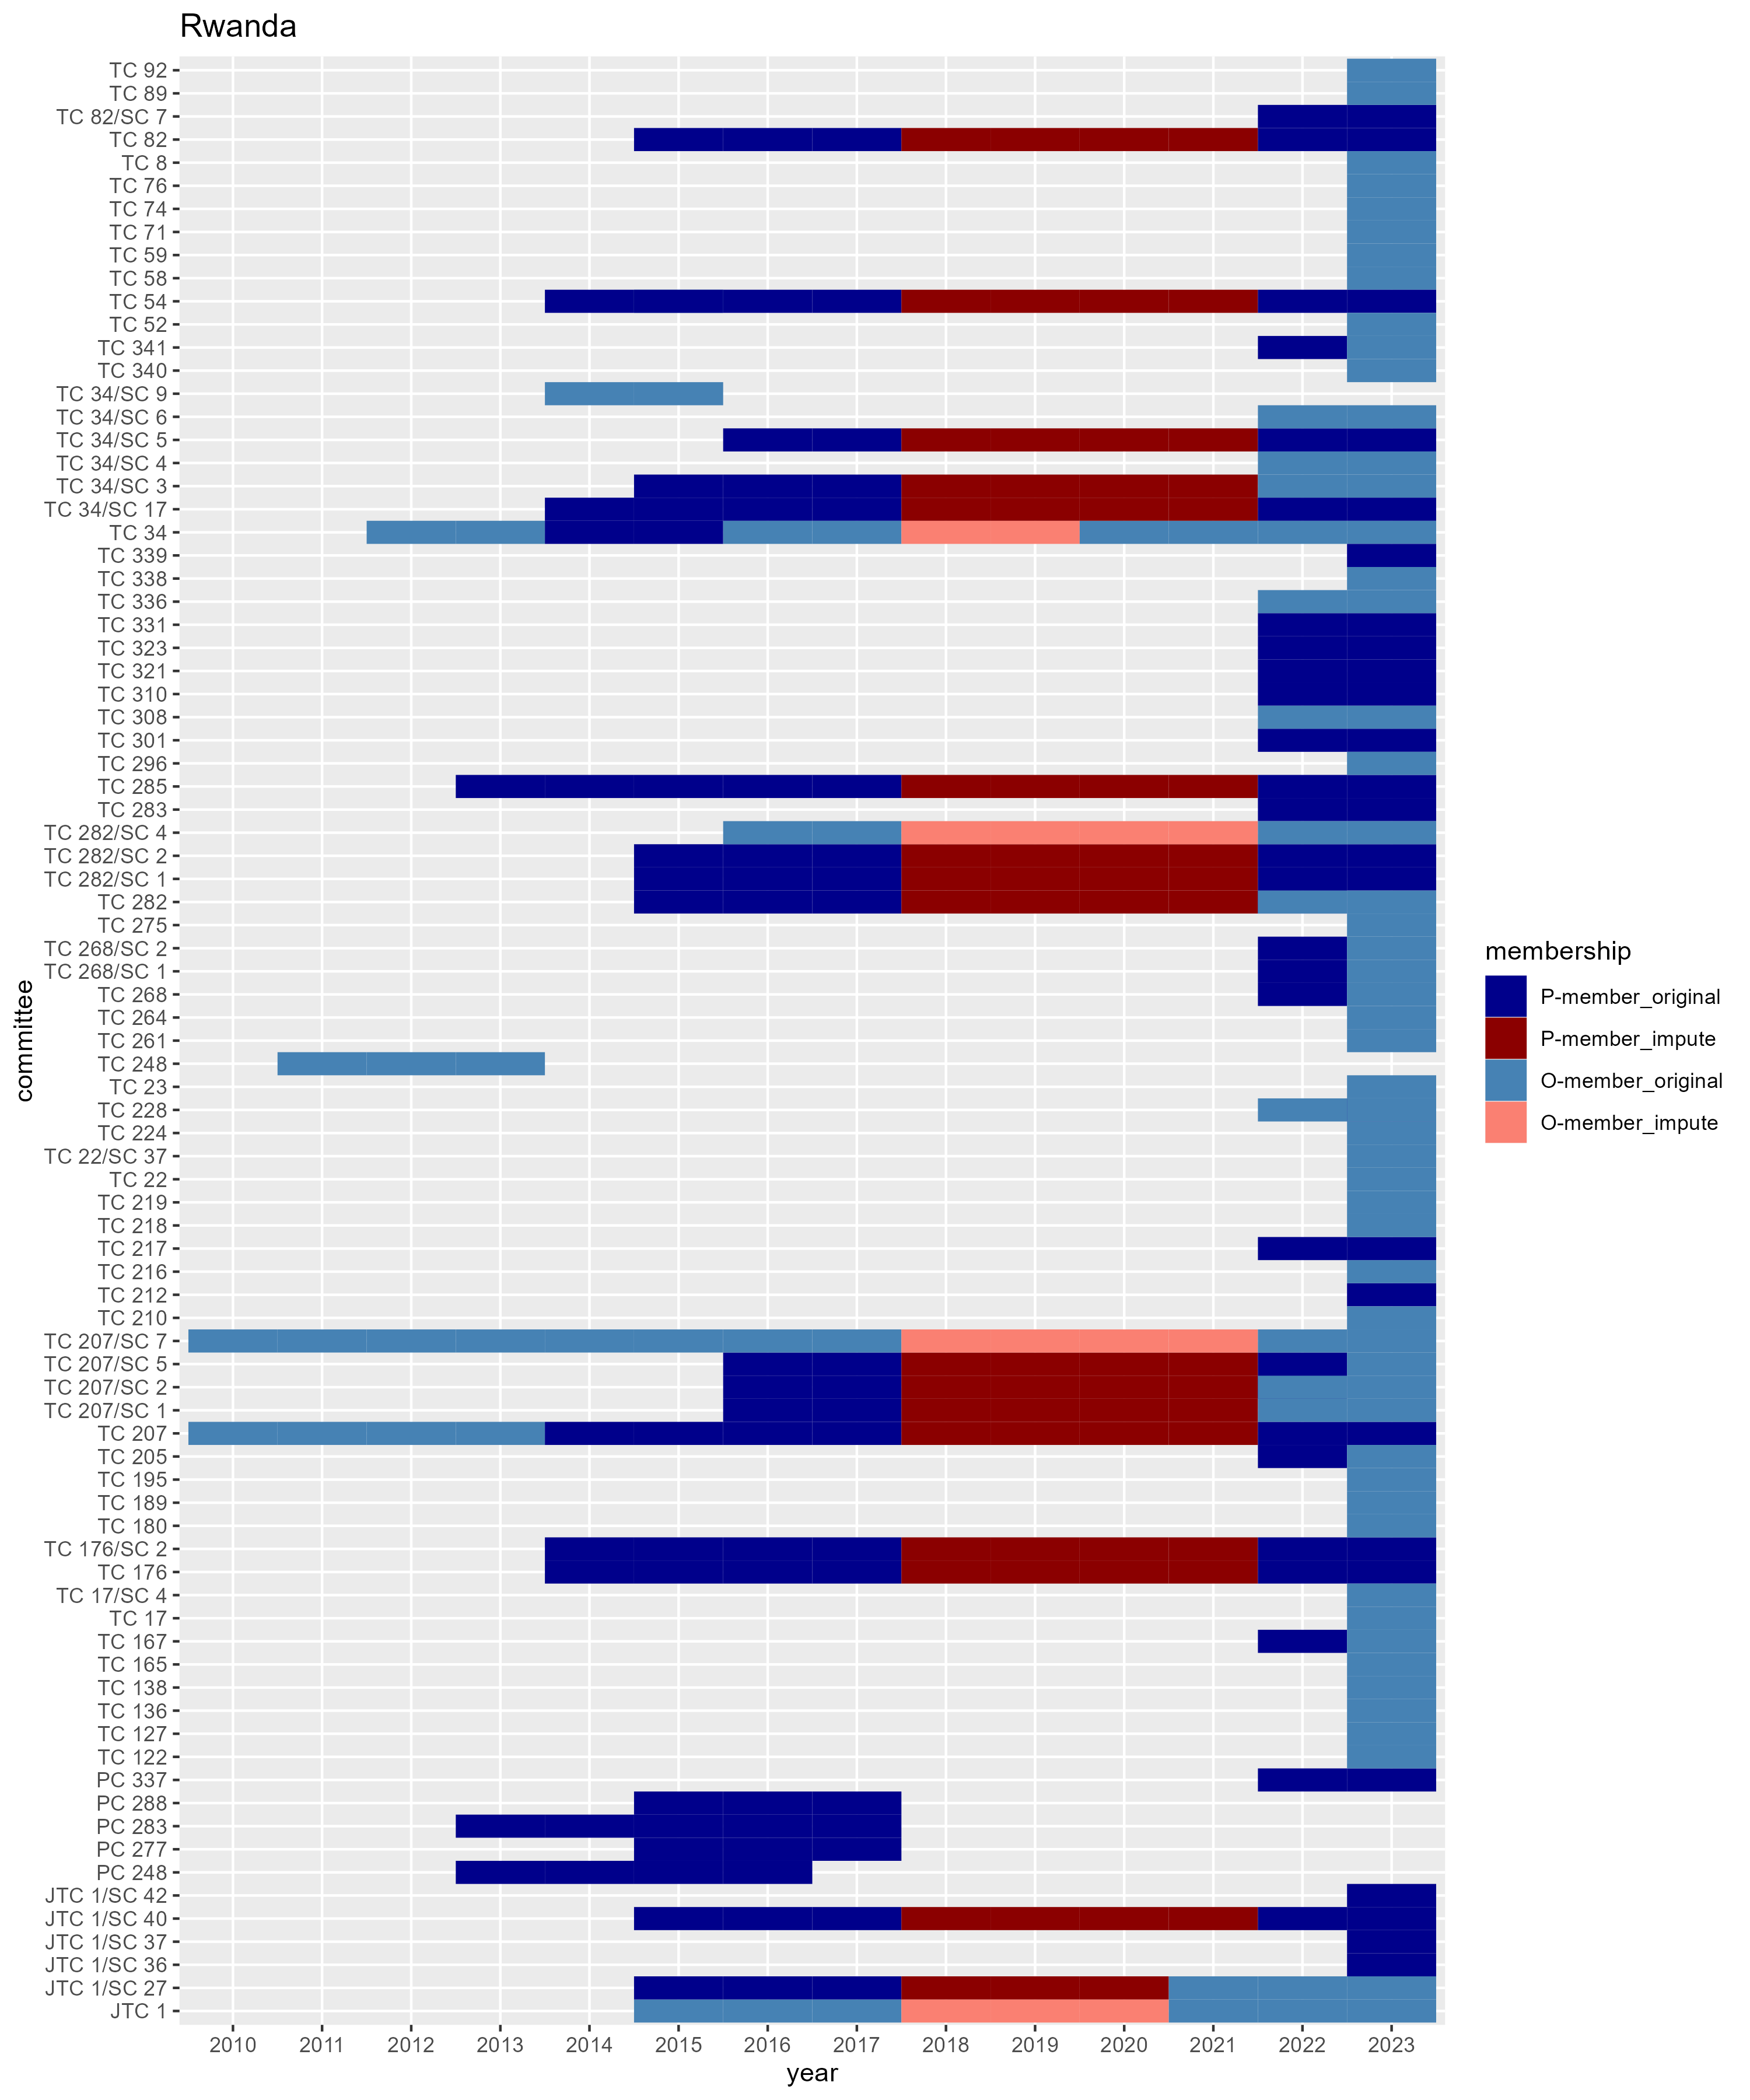 Rwanda
TC 92
TC 89
TC 82/SC 7
TC 82
TC 8
TC 76
TC 74
TC 71
TC 59
TC 58
TC 54
TC 52
TC 341
TC 340
TC 34/SC 9
TC 34/SC 6
TC 34/SC 5
TC 34/SC 4
TC 34/SC 3
TC 34/SC 17
TC 34
TC 339
TC 338
TC 336
TC 331
TC 323
TC 321
TC 310
TC 308
TC 301
TC 296
TC 285
TC 283
TC 282/SC 4
TC 282/SC 2
TC 282/SC 1
TC 282
TC 275
TC 268/SC 2
TC 268/SC 1
TC 268
TC 264
TC 261
TC 248
TC 23
TC 228
TC 224
TC 22/SC 37
TC 22
TC 219
TC 218
TC 217
TC 216
TC 212
TC 210
TC 207/SC 7
TC 207/SC 5
TC 207/SC 2
TC 207/SC 1
TC 207
TC 205
TC 195
TC 189
TC 180
TC 176/SC 2
TC 176
TC 17/SC 4
TC 17
TC 167
TC 165
TC 138
TC 136
TC 127
TC 122
PC 337
PC 288
PC 283
PC 277
PC 248
JTC 1/SC 42
JTC 1/SC 40
JTC 1/SC 37
JTC 1/SC 36
JTC 1/SC 27
JTC 1
committee
2010 2011 2012 2013 2014 2015 2016 2017 2018 2019 2020 2021 2022 2023
year
membership
P-member_original
P-member_impute
O-member_original
O-member_impute